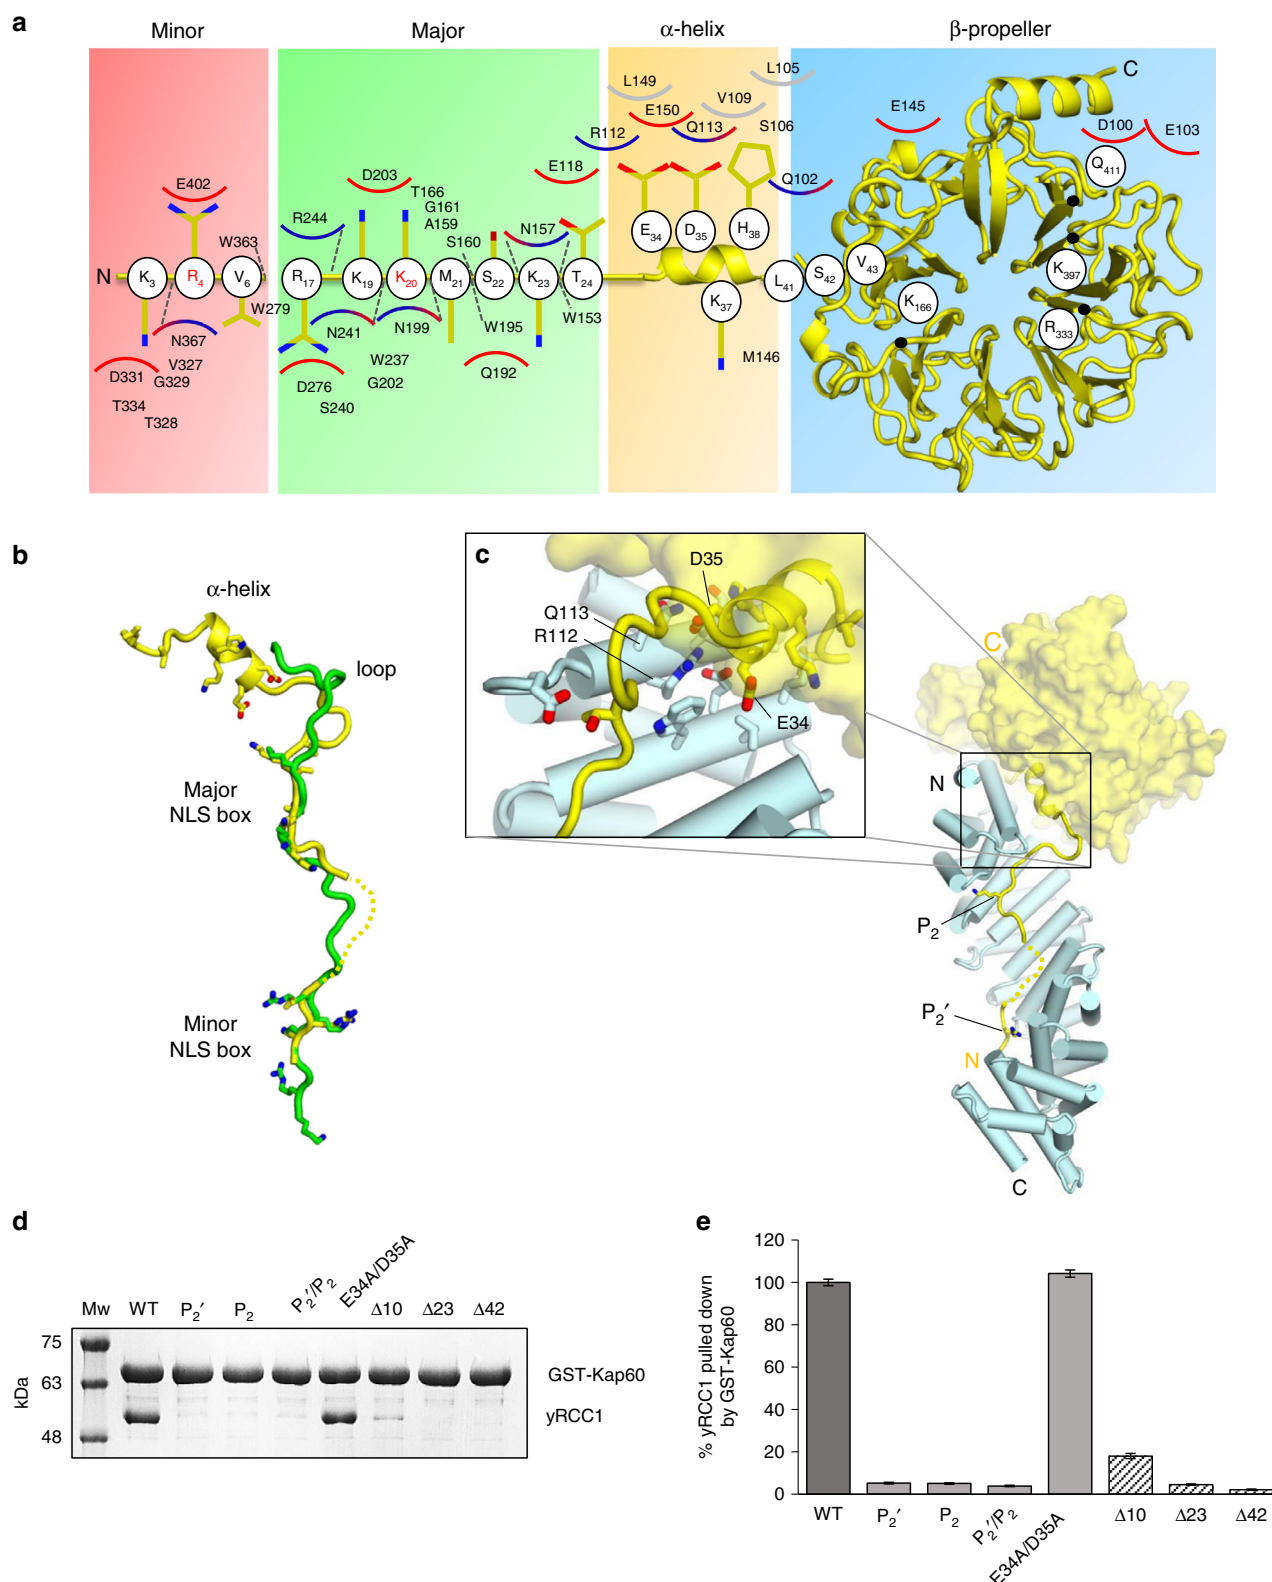 a
Minor
Major
α-helix
β-propeller
L105
C
L149
V109
E150
E145
R112
Q113
S106
D100
E103
E118
Q102
Q411
E402
D203
T166
G161
A159
R244
S160
N157
W363
E34
D35
H38
N
K3
R4
V6
R17
K19
K20
M21
S22
K23
T24
L41
S42
V43
K397
K37
K166
R333
W279
N367
N241
N199
W195
W153
V327
W237
M146
D331
G329
G202
Q192
D276
T334
S240
T328
b
α-helix
loop
Major
NLS box
Minor
NLS box
c
D35
Q113
R112
E34
C
N
P2
P2′
N
C
d
Mw
WT
P2′
P2
P2′/P2
E34A/D35A
Δ10
Δ23
Δ42
75
63
48
kDa
GST-Kap60
yRCC1
e
% yRCC1 pulled down
by GST-Kap60
120
100
80
60
40
20
0
WT
P2′
P2
P2′/P2
E34A/D35A
Δ10
Δ23
Δ42